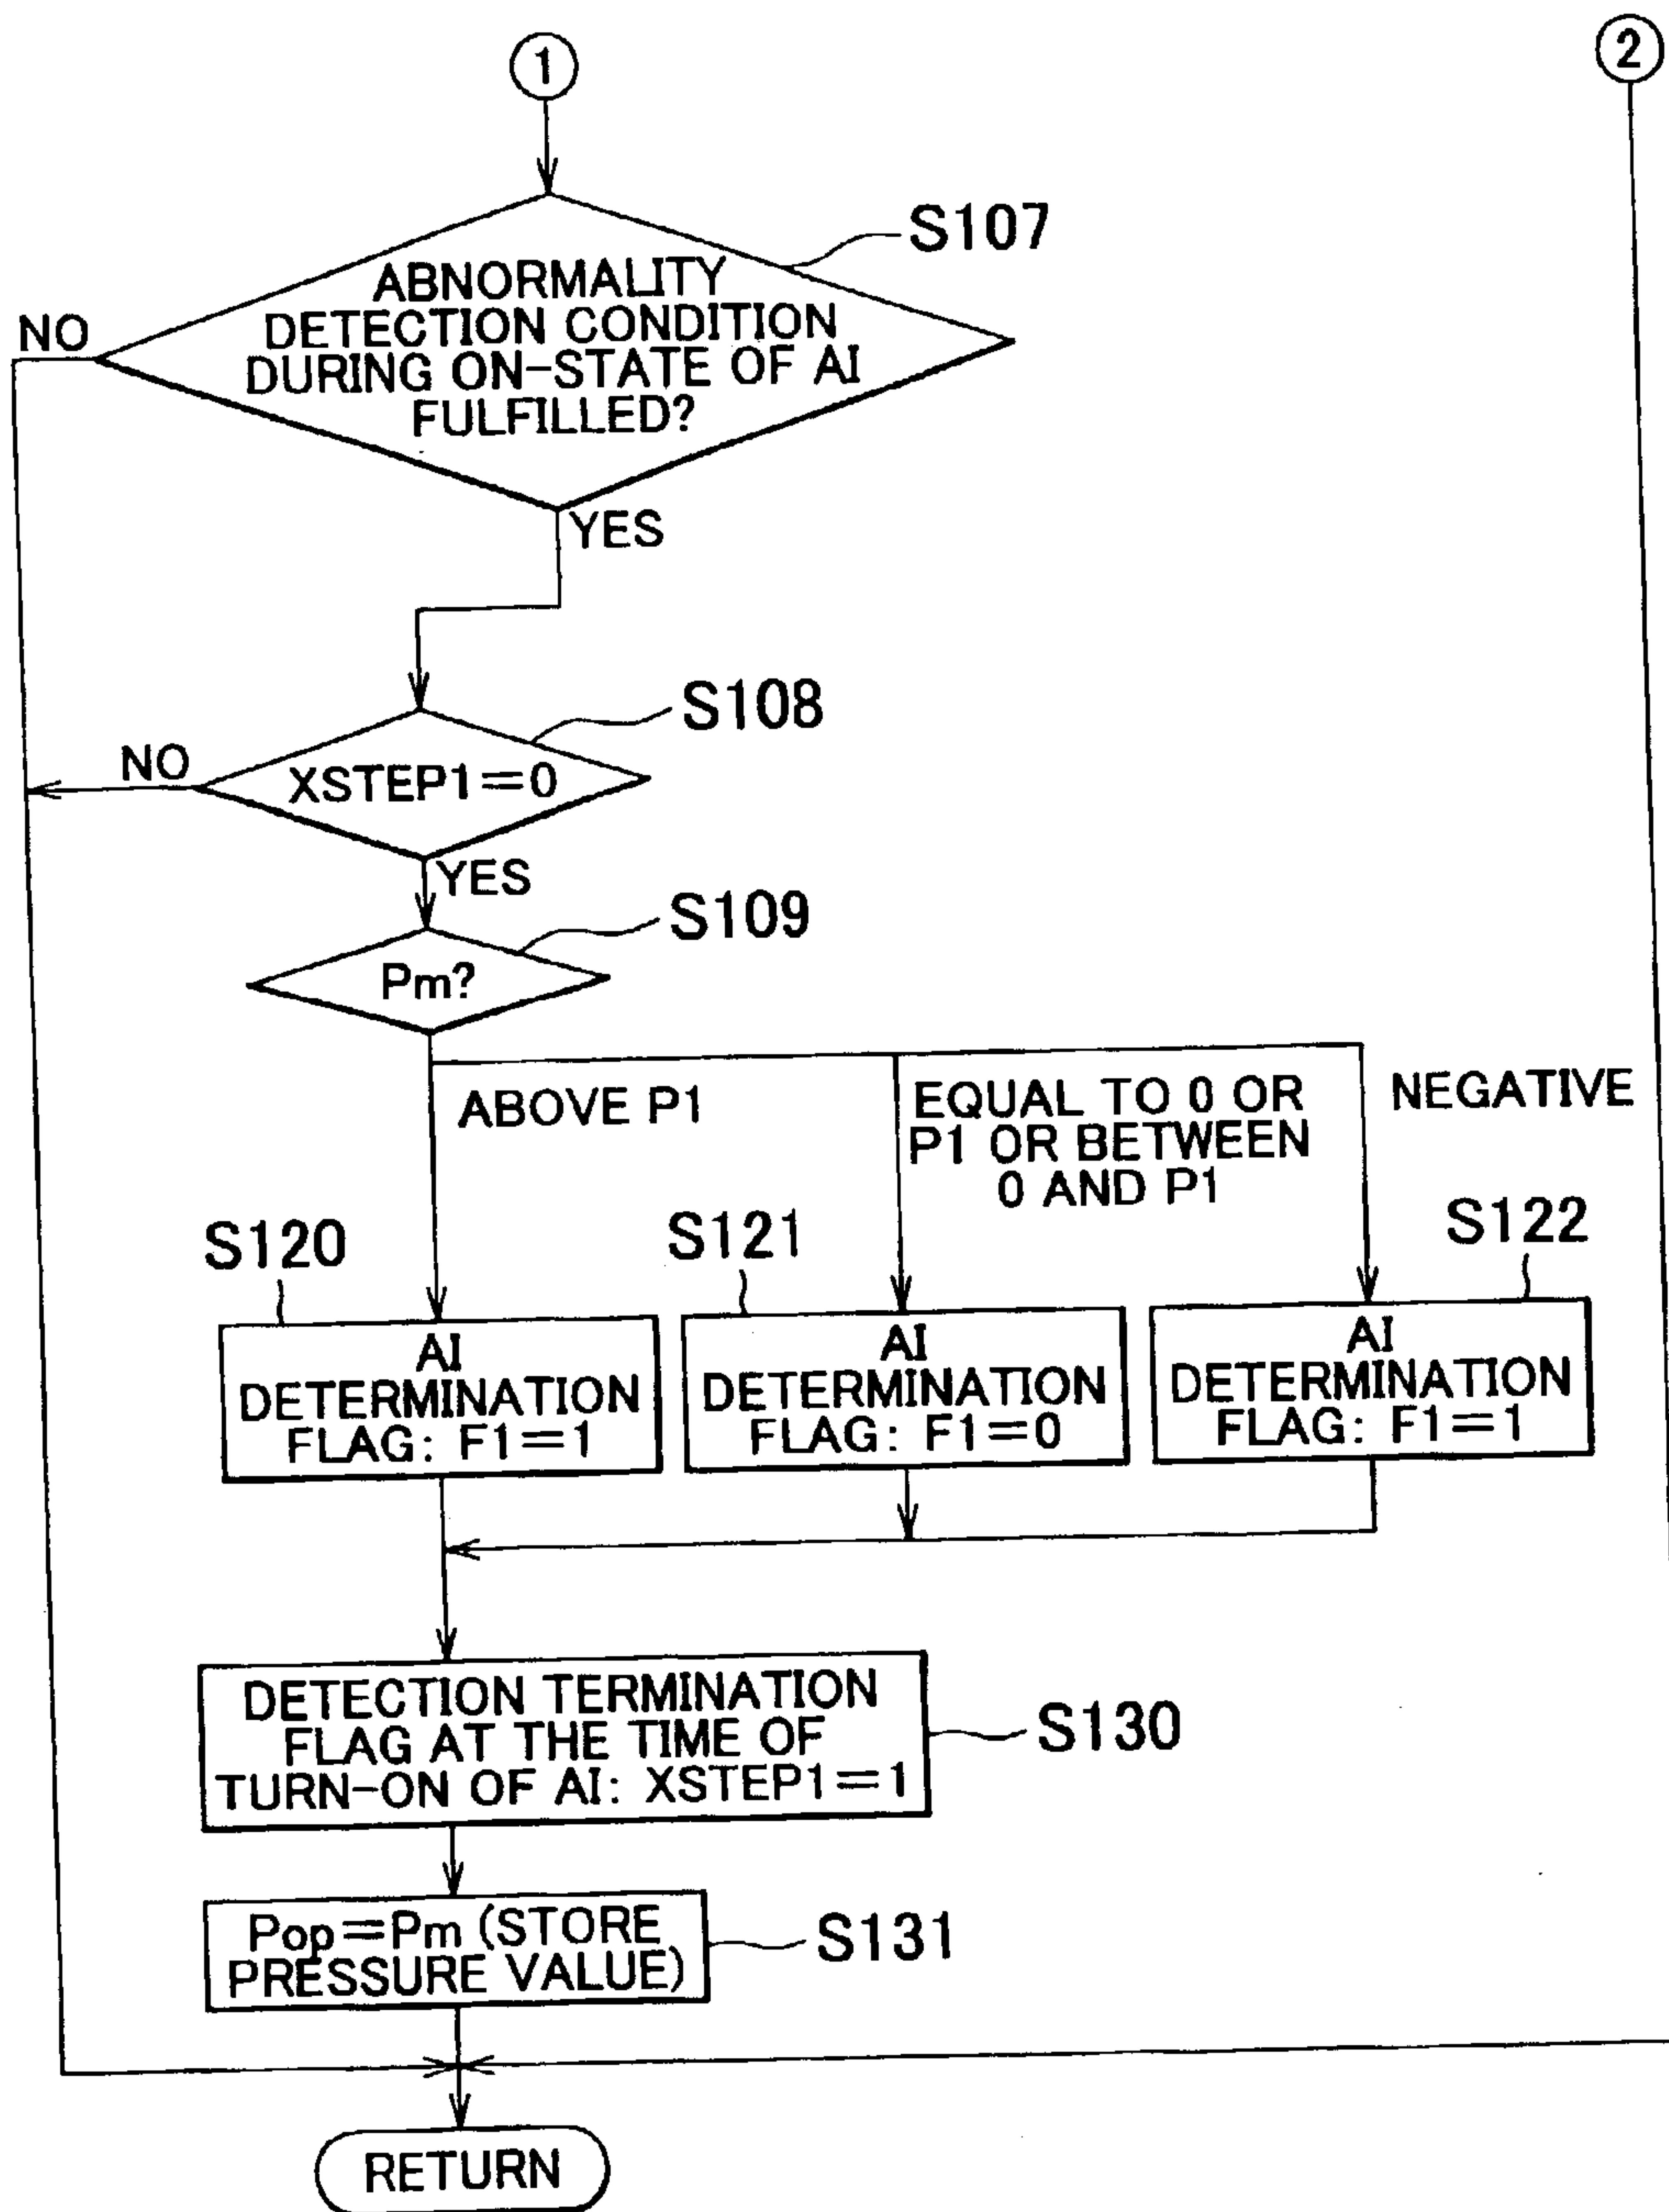 1
2
S107
ABNORMALITY
DETECTION CONDITION
DURING ON-STATE OF AI
FULFILLED?
NO
YES
S108
XSTEP1=0
NO
YES
S109
Pm?
ABOVE P1
EQUAL TO 0 OR
P1 OR BETWEEN
0 AND P1
NEGATIVE
S120
AI
DETERMINATION
FLAG: F1=1
S121
AI
DETERMINATION
FLAG: F1=0
S122
AI
DETERMINATION
FLAG: F1=1
DETECTION TERMINATION
FLAG AT THE TIME OF
TURN-ON OF AI: XSTEP1=1
S130
Pop=Pm (STORE
PRESSURE VALUE)
S131
RETURN